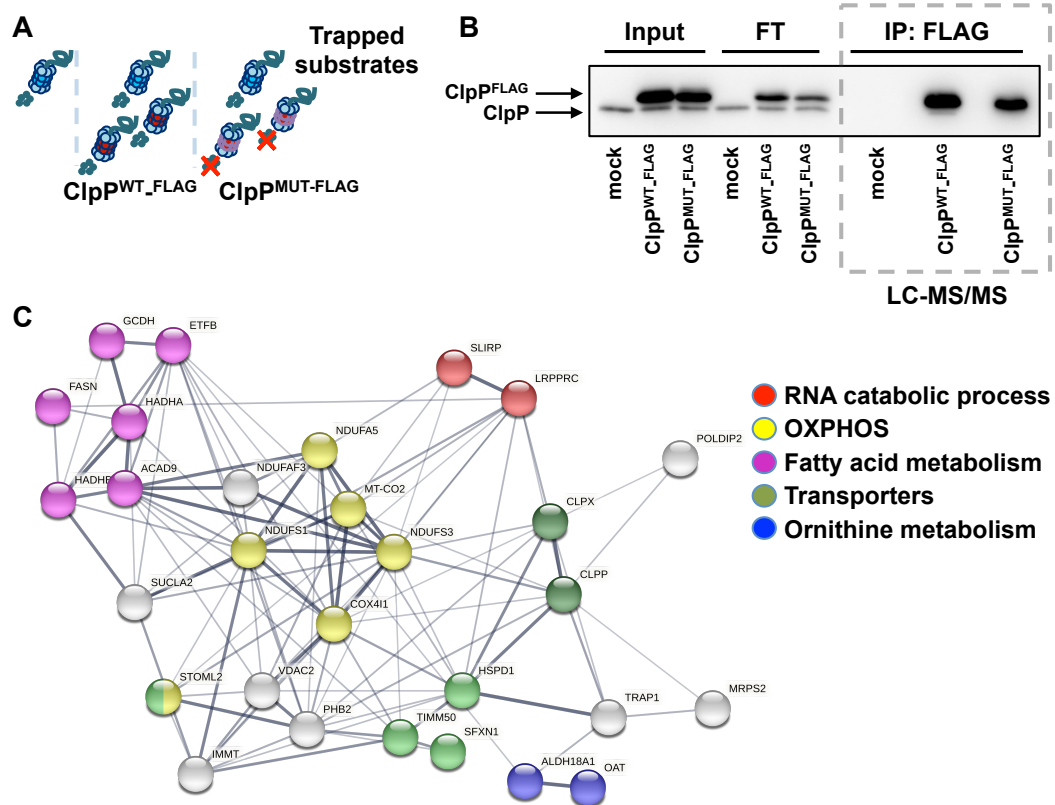 A
Trapped
substrates
ClpP^WT_FLAG
ClpP^MUT-FLAG
B
Input
FT
IP: FLAG
ClpP^FLAG
ClpP
mock
ClpP^WT_FLAG
ClpP^MUT_FLAG
mock
ClpP^WT_FLAG
ClpP^MUT_FLAG
mock
ClpP^WT_FLAG
ClpP^MUT_FLAG
LC-MS/MS
C
GCDH
ETFB
SLIRP
FASN
LRPPRC
HADHA
NDUFA5
POLDIP2
HADHB
ACAD9
NDUFAF3
MT-CO2
CLPX
NDUFS1
NDUFS3
SUCLA2
CLPP
COX4I1
STOML2
VDAC2
HSPD1
PHB2
TIMM50
SFXN1
TRAP1
MRPS2
IMMT
ALDH18A1
OAT
RNA catabolic process
OXPHOS
Fatty acid metabolism
Transporters
Ornithine metabolism